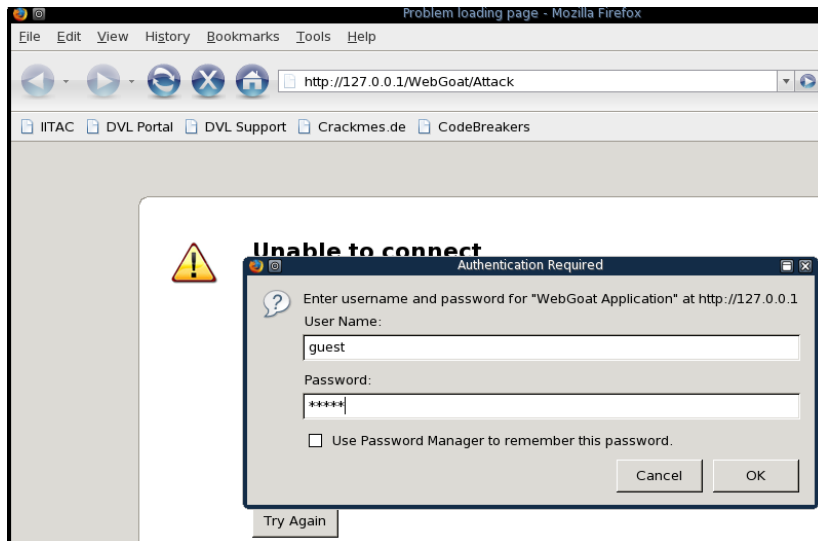 Problem loading page - Mozilla Firefox
File Edit View History Bookmarks Tools Help
http://127.0.0.1/WebGoat/Attack
IITAC DVL Portal DVL Support Crackmes.de CodeBreakers
Unable to connect
Authentication Required
Enter username and password for "WebGoat Application" at http://127.0.0.1
User Name:
guest
Password:
*****
Use Password Manager to remember this password.
Cancel OK
Try Again